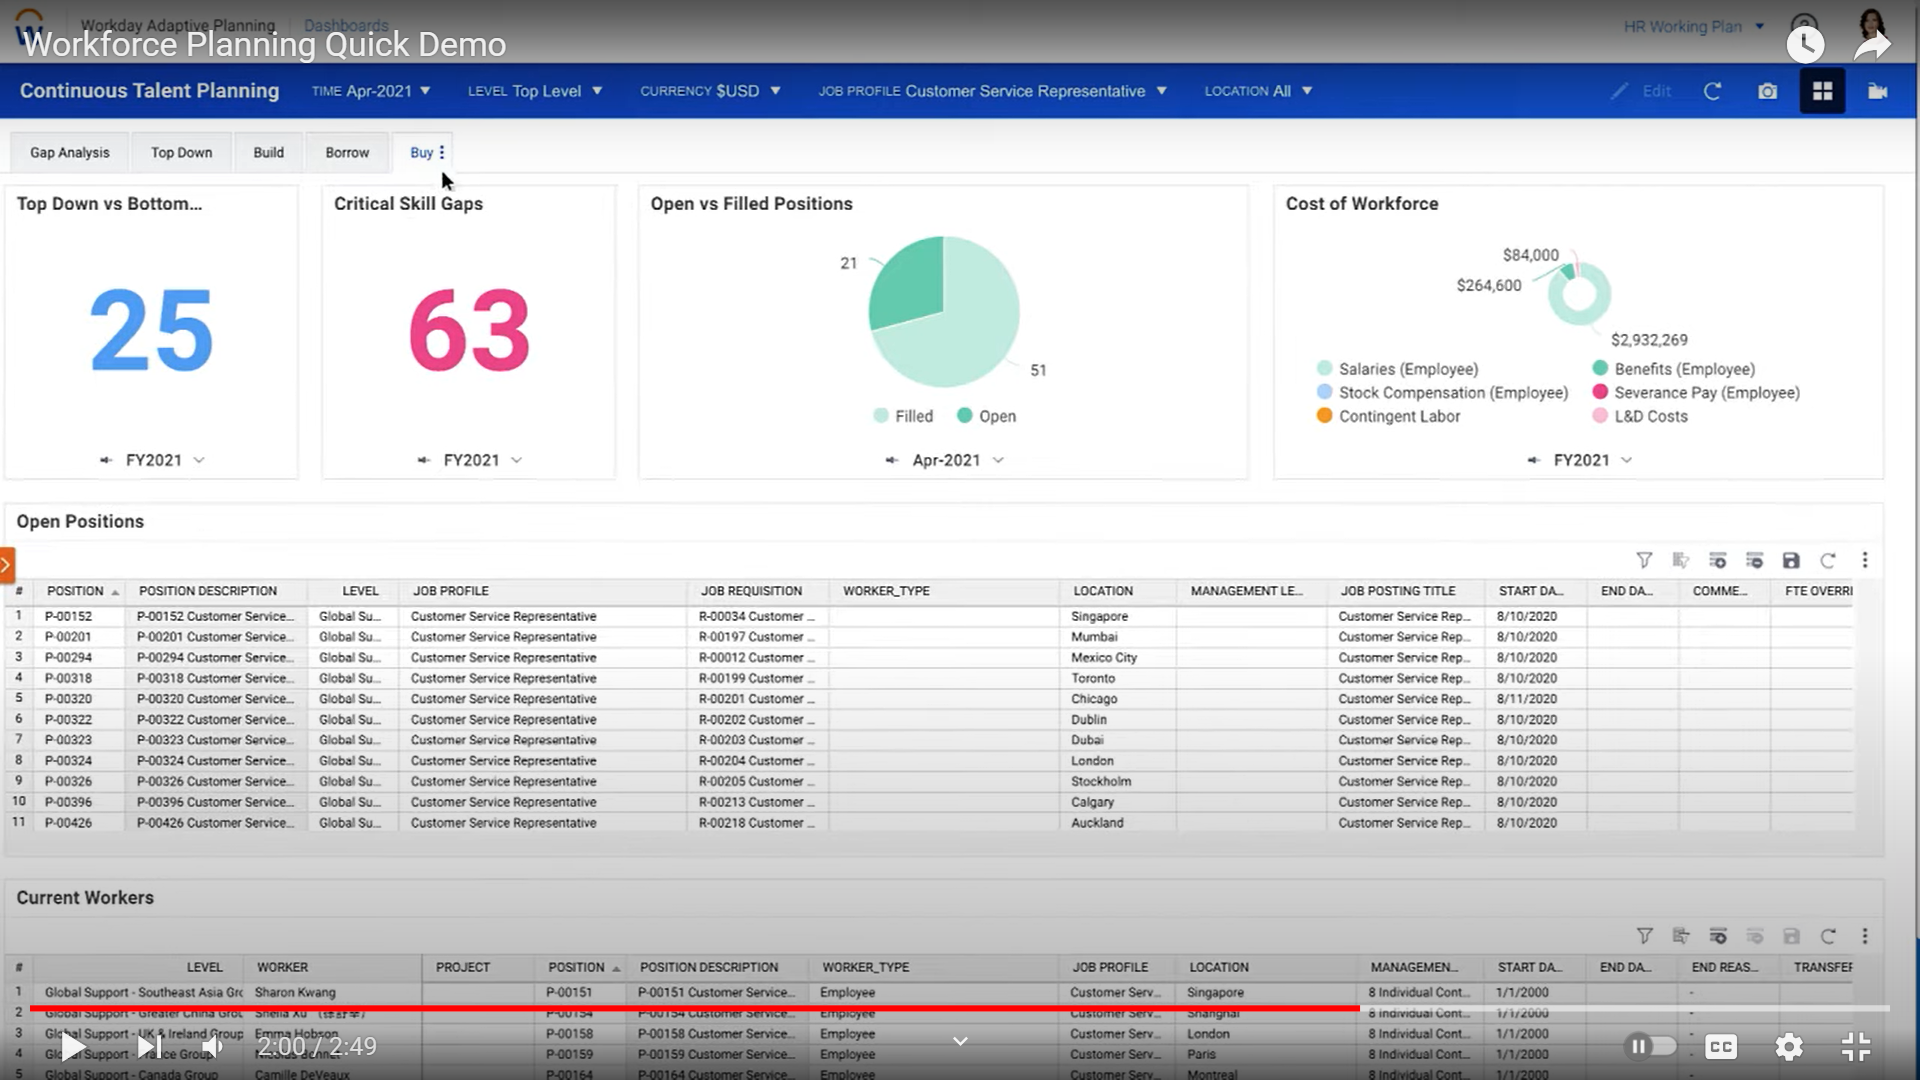 Workday Adaptive Planning Dashboards HR Working Plan
Workforce Planning Quick Demo
Continuous Talent Planning TIME Apr-2021 LEVEL Top Level CURRENCY $USD JOB PROFILE Customer Service Representative LOCATION All Edit
Gap Analysis Top Down Build Borrow Buy
Top Down vs Bottom...
25
FY2021
Critical Skill Gaps
63
FY2021
Open vs Filled Positions
21
51
Filled Open
Apr-2021
Cost of Workforce
$84,000
$264,600
$2,932,269
Salaries (Employee) Benefits (Employee)
Stock Compensation (Employee) Severance Pay (Employee)
Contingent Labor L&D Costs
FY2021
Open Positions
# POSITION POSITION DESCRIPTION LEVEL JOB PROFILE JOB REQUISITION WORKER_TYPE LOCATION MANAGEMENT LE... JOB POSTING TITLE START DA... END DA... COMME... FTE OVERRI
1 P-00152 P-00152 Customer Service... Global Su... Customer Service Representative R-00034 Customer ... Singapore Customer Service Rep... 8/10/2020
2 P-00201 P-00201 Customer Service... Global Su... Customer Service Representative R-00197 Customer ... Mumbai Customer Service Rep... 8/10/2020
3 P-00294 P-00294 Customer Service... Global Su... Customer Service Representative R-00012 Customer ... Mexico City Customer Service Rep... 8/10/2020
4 P-00318 P-00318 Customer Service... Global Su... Customer Service Representative R-00199 Customer ... Toronto Customer Service Rep... 8/10/2020
5 P-00320 P-00320 Customer Service... Global Su... Customer Service Representative R-00201 Customer ... Chicago Customer Service Rep... 8/11/2020
6 P-00322 P-00322 Customer Service... Global Su... Customer Service Representative R-00202 Customer ... Dublin Customer Service Rep... 8/10/2020
7 P-00323 P-00323 Customer Service... Global Su... Customer Service Representative R-00203 Customer ... Dubai Customer Service Rep... 8/10/2020
8 P-00324 P-00324 Customer Service... Global Su... Customer Service Representative R-00204 Customer ... London Customer Service Rep... 8/10/2020
9 P-00326 P-00326 Customer Service... Global Su... Customer Service Representative R-00205 Customer ... Stockholm Customer Service Rep... 8/10/2020
10 P-00396 P-00396 Customer Service... Global Su... Customer Service Representative R-00213 Customer ... Calgary Customer Service Rep... 8/10/2020
11 P-00426 P-00426 Customer Service... Global Su... Customer Service Representative R-00218 Customer ... Auckland Customer Service Rep... 8/10/2020
Current Workers
# LEVEL WORKER PROJECT POSITION POSITION DESCRIPTION WORKER_TYPE JOB PROFILE LOCATION MANAGEMEN... START DA... END DA... END REAS... TRANSFEF
1 Global Support - Southeast Asia Grc Sharon Kwang P-00151 P-00151 Customer Service... Employee Customer Serv... Singapore 8 Individual Cont... 1/1/2000 -
2 Global Support - Greater China Grou P-00154 P-00154 Customer Service... Employee Customer Serv... Shanghai 8 Individual Cont... 1/1/2000 -
3 Global Support - UK & Ireland Group Emma Hobson P-00158 P-00158 Customer Service... Employee Customer Serv... London 8 Individual Cont... 1/1/2000 -
4 Global Support - France Group P-00159 P-00159 Customer Service... Employee Customer Serv... Paris 8 Individual Cont... 1/1/2000 -
5 Global Support - Canada Group Camille DeVeaux P-00164 P-00164 Customer Service... Employee Customer Serv... Montreal 8 Individual Cont... 1/1/2000 -
2:00 / 2:49
CC